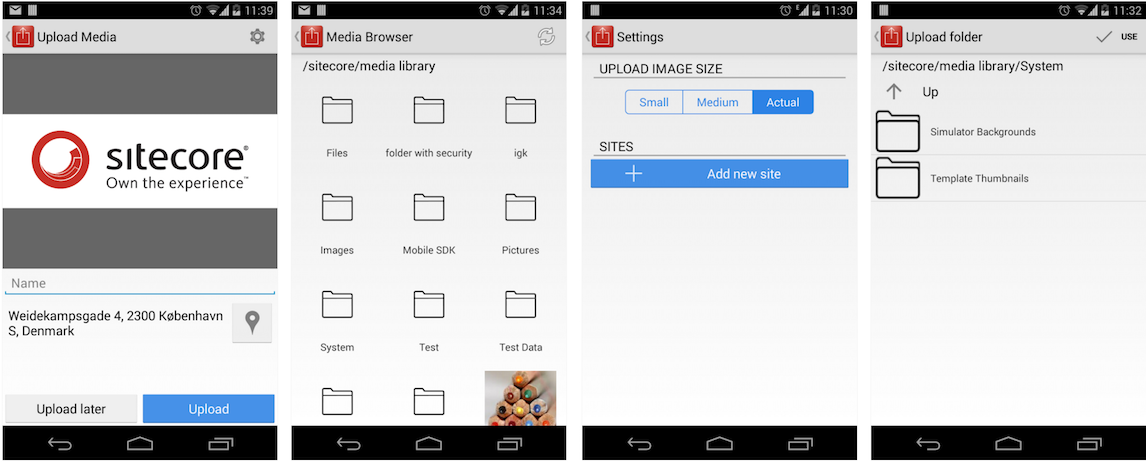 11:39
Upload Media
sitecore®
Own the experience™
Name
Weidekampsgade 4, 2300 København
S, Denmark
Upload later
Upload
11:34
Media Browser
/sitecore/media library
Files
folder with security
igk
Images
Mobile SDK
Pictures
System
Test
Test Data
11:30
Settings
UPLOAD IMAGE SIZE
Small
Medium
Actual
SITES
Add new site
11:32
Upload folder
USE
/sitecore/media library/System
Up
Simulator Backgrounds
Template Thumbnails